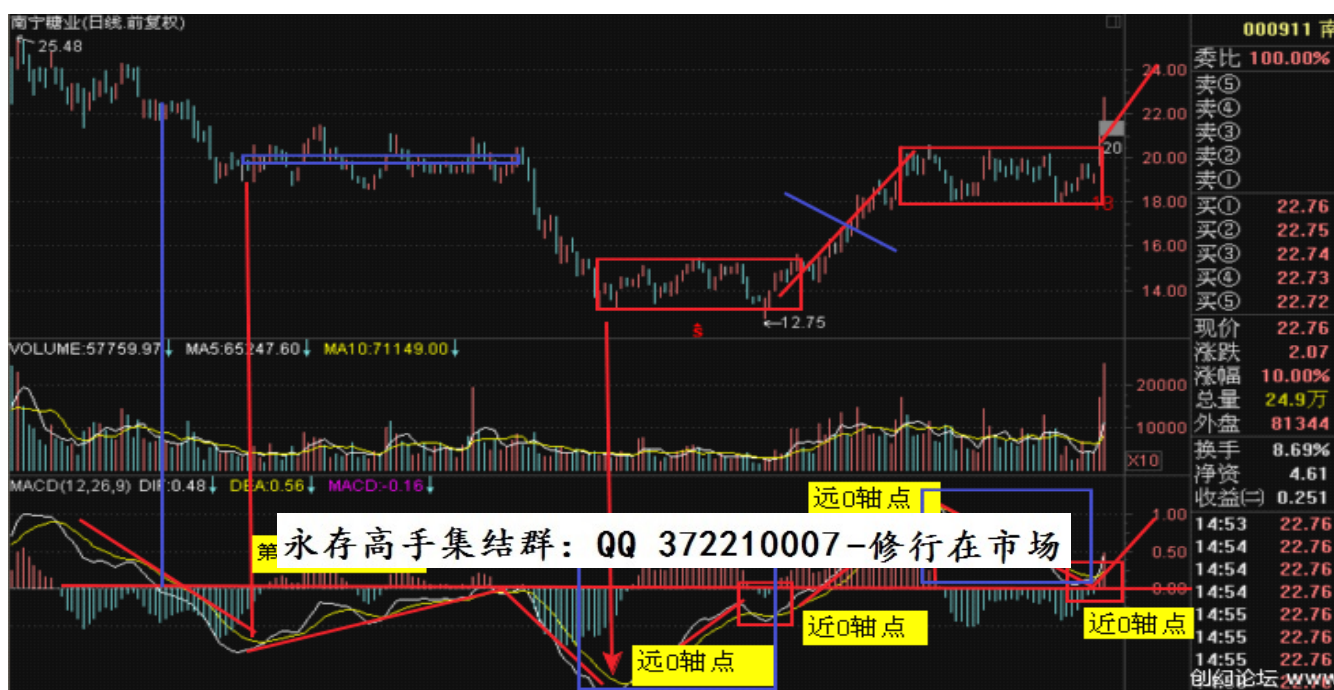 南宁糖业(日线.前复权)
25.48
12.75
20
18
ŝ
24.00
22.00
20.00
18.00
16.00
14.00
VOLUME:57759.97↓ MA5:65247.60↓ MA10:71149.00↓
20000
10000
X10
MACD(12,26,9) DIF:0.48↓ DEA:0.56↓ MACD:-0.16↓
远0轴点
第
永存高手集结群: QQ 372210007-修行在市场
1.00
0.50
0.00
近0轴点
近0轴点
远0轴点
000911 南
委比 100.00%
卖⑤
卖④
卖③
卖②
卖①
买① 22.76
买② 22.75
买③ 22.74
买④ 22.73
买⑤ 22.72
现价 22.76
涨跌 2.07
涨幅 10.00%
总量 24.9万
外盘 81344
换手 8.69%
净资 4.61
收益㈡ 0.251
14:53 22.76
14:54 22.76
14:54 22.76
14:54 22.76
14:55 22.76
14:55 22.76
14:55 22.76
创幻论坛 www